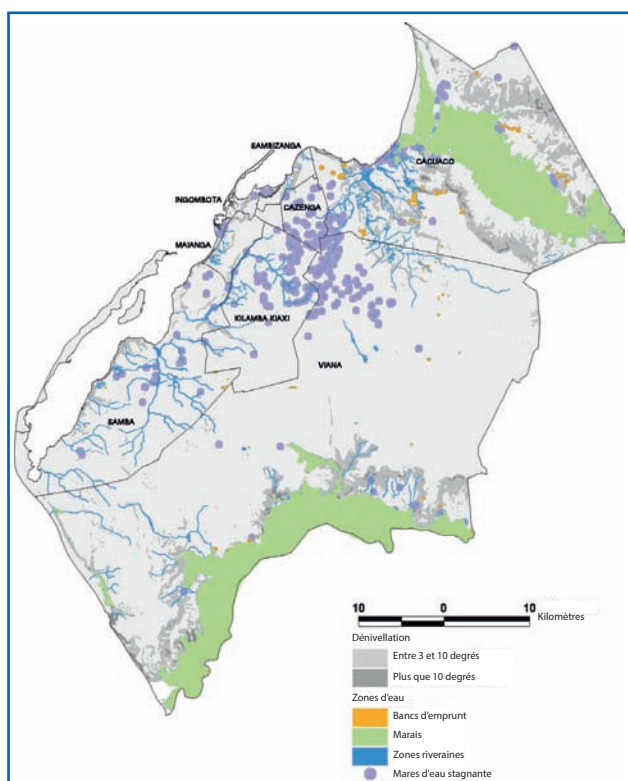 SAMBIZANGA
CACUACO
INGOMBOTA
CAZENGA
MAIANGA
KILAMBA KIAXI
VIANA
SAMBA
10 0 10
Kilomètres
Dénivellation
Entre 3 et 10 degrés
Plus que 10 degrés
Zones d'eau
Bancs d'emprunt
Marais
Zones riveraines
Mares d'eau stagnante